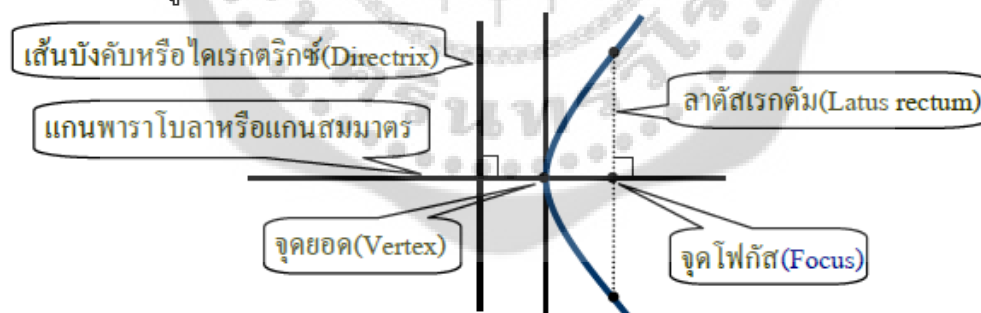 เส้นบังคับหรือไดเรกตริกซ์(Directrix)
ลาตัสเรกตัม(Latus rectum)
แกนพาราโบลาหรือแกนสมมาตร
จุดยอด(Vertex)
จุดโฟกัส(Focus)